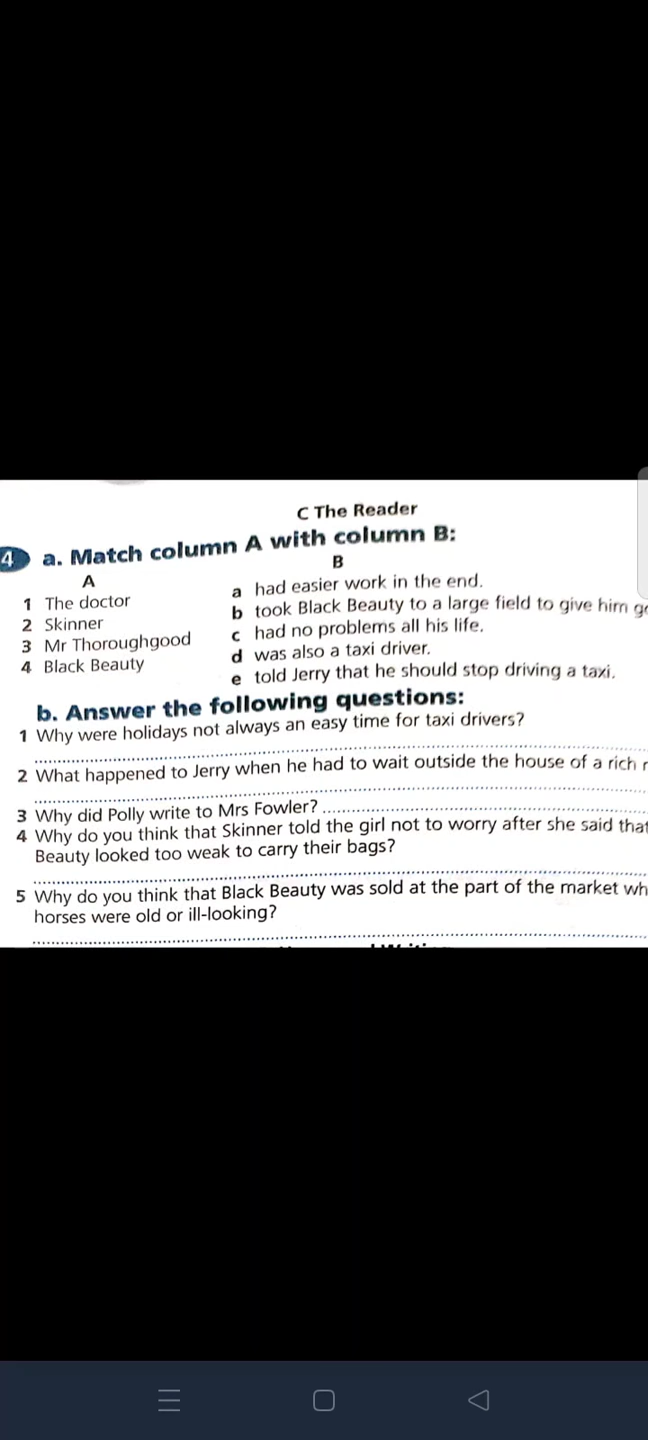 C The Reader
4 a. Match column A with column B:
A B
1 The doctor a had easier work in the end.
2 Skinner b took Black Beauty to a large field to give him
3 Mr Thoroughgood c had no problems all his life.
4 Black Beauty d was also a taxi driver.
e told Jerry that he should stop driving a taxi.
b. Answer the following questions:
1 Why were holidays not always an easy time for taxi drivers?
2 What happened to Jerry when he had to wait outside the house of a rich
3 Why did Polly write to Mrs Fowler?
4 Why do you think that Skinner told the girl not to worry after she said that
Beauty looked too weak to carry their bags?
5 Why do you think that Black Beauty was sold at the part of the market wh
horses were old or ill-looking?